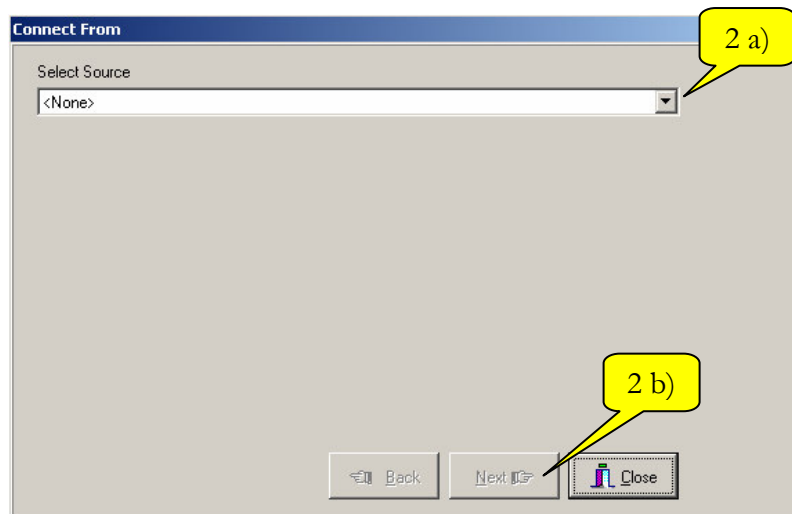 Connect From
2 a)
Select Source
<None>
2 b)
Back
Next
Close